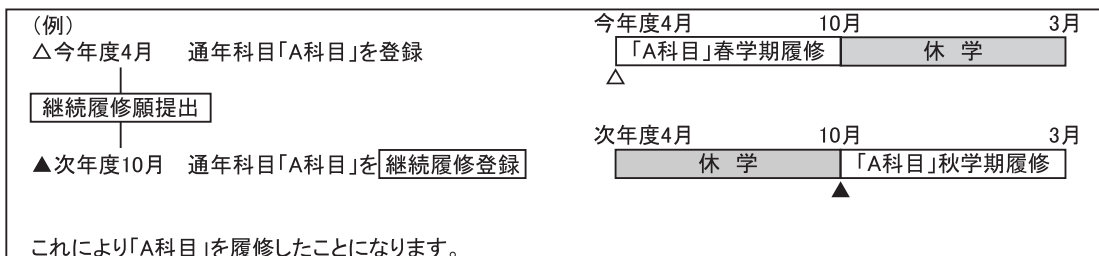 (例)
△今年度4月 通年科目「A科目」を登録
継続履修願提出
▲次年度10月 通年科目「A科目」を継続履修登録
今年度4月 10月 3月
「A科目」春学期履修 休 学
△
次年度4月 10月 3月
休 学 「A科目」秋学期履修
▲
これにより「A科目」を履修したことになります。